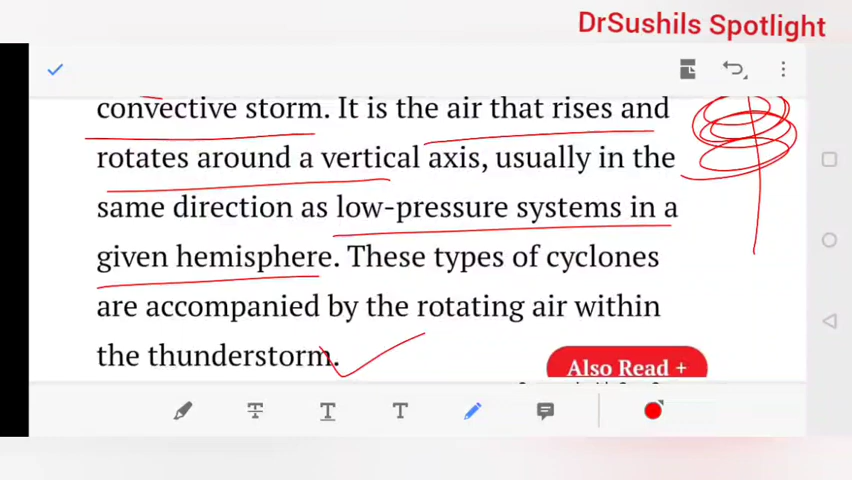 DrSushils Spotlight
convective storm. It is the air that rises and
rotates around a vertical axis, usually in the
same direction as low-pressure systems in a
given hemisphere. These types of cyclones
are accompanied by the rotating air within
the thunderstorm.
Also Read +